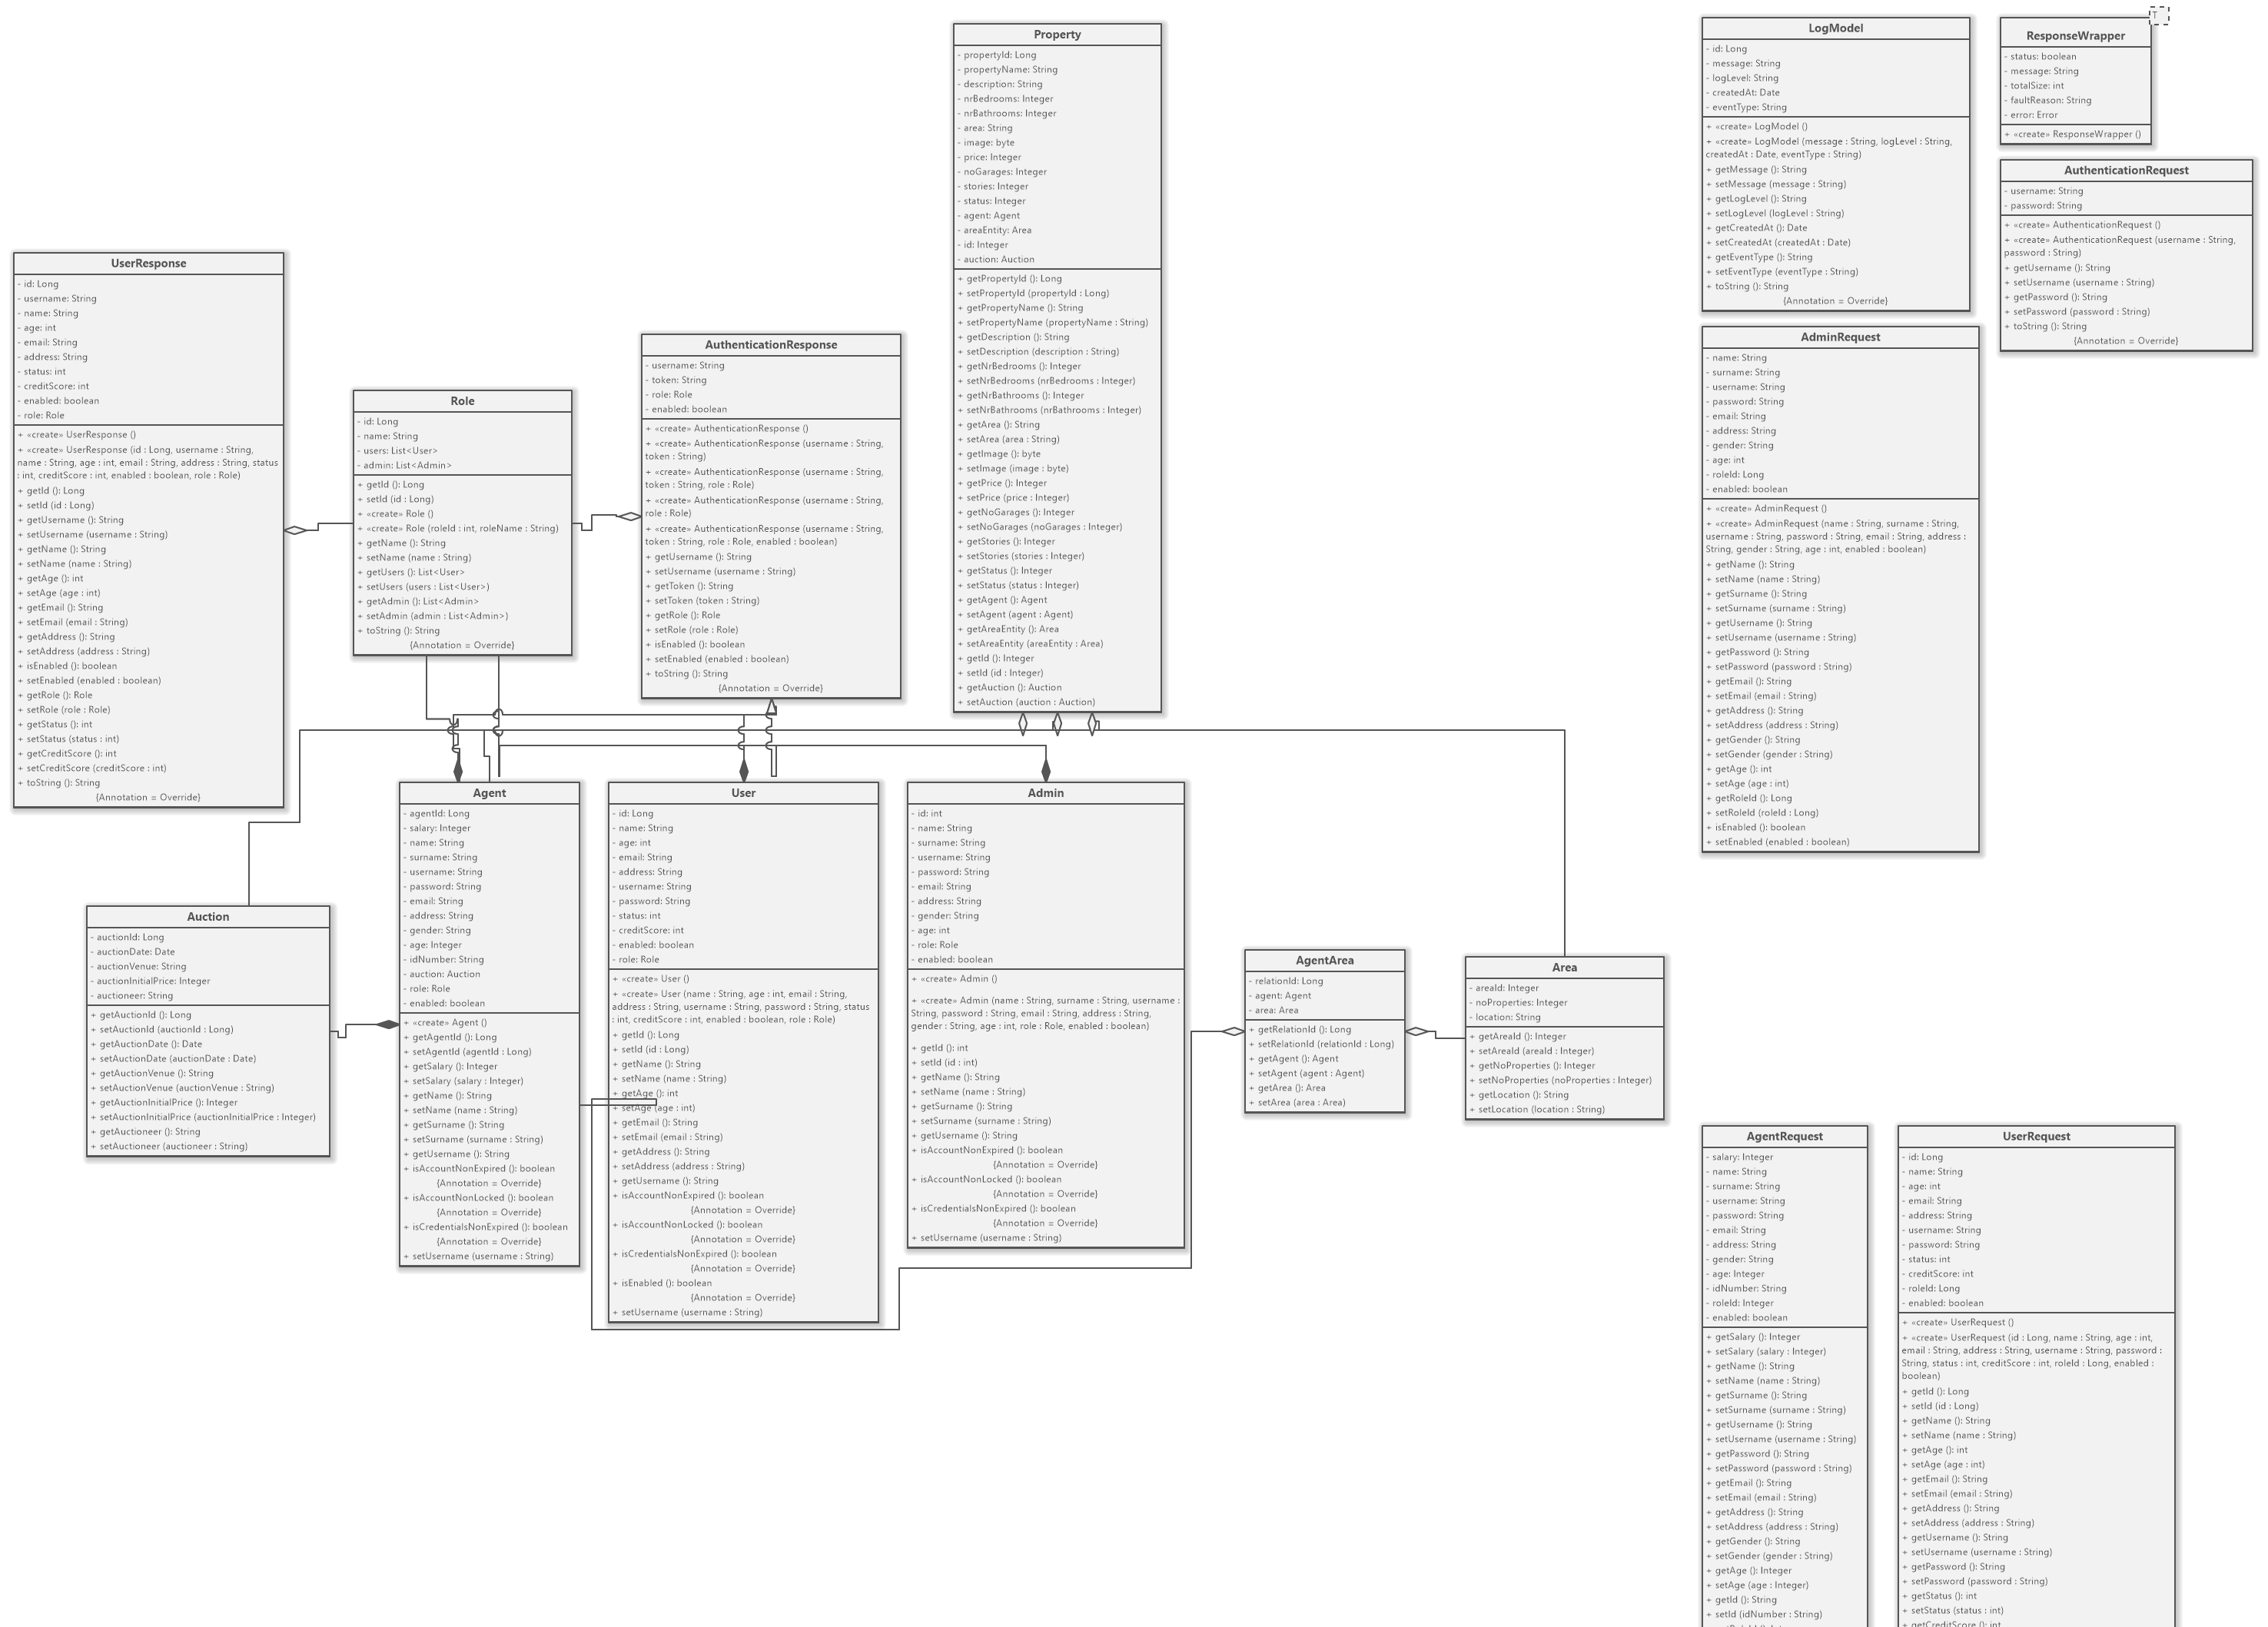 UserResponse
- id: Long
- username: String
- name: String
- age: int
- email: String
- address: String
- status: int
- creditScore: int
- enabled: boolean
- role: Role
+ «create» UserResponse ()
+ «create» UserResponse (id : Long, username : String,
name : String, age : int, email : String, address : String, status
: int, creditScore : int, enabled : boolean, role : Role)
+ getId (): Long
+ setId (id : Long)
+ getUsername (): String
+ setUsername (username : String)
+ getName (): String
+ setName (name : String)
+ getAge (): int
+ setAge (age : int)
+ getEmail (): String
+ setEmail (email : String)
+ getAddress (): String
+ setAddress (address : String)
+ isEnabled (): boolean
+ setEnabled (enabled : boolean)
+ getRole (): Role
+ setRole (role : Role)
+ getStatus (): int
+ setStatus (status : int)
+ getCreditScore (): int
+ setCreditScore (creditScore : int)
+ toString (): String
{Annotation = Override}
Role
- id: Long
- name: String
- users: List<User>
- admin: List<Admin>
+ getId (): Long
+ setId (id : Long)
+ «create» Role ()
+ «create» Role (roleId : int, roleName : String)
+ getName (): String
+ setName (name : String)
+ getUsers (): List<User>
+ setUsers (users : List<User>)
+ getAdmin (): List<Admin>
+ setAdmin (admin : List<Admin>)
+ toString (): String
{Annotation = Override}
AuthenticationResponse
- username: String
- token: String
- role: Role
- enabled: boolean
+ «create» AuthenticationResponse ()
+ «create» AuthenticationResponse (username : String,
token : String)
+ «create» AuthenticationResponse (username : String,
token : String, role : Role)
+ «create» AuthenticationResponse (username : String,
role : Role)
+ «create» AuthenticationResponse (username : String,
token : String, role : Role, enabled : boolean)
+ getUsername (): String
+ setUsername (username : String)
+ getToken (): String
+ setToken (token : String)
+ getRole (): Role
+ setRole (role : Role)
+ isEnabled (): boolean
+ setEnabled (enabled : boolean)
+ toString (): String
{Annotation = Override}
Property
- propertyId: Long
- propertyName: String
- description: String
- nrBedrooms: Integer
- nrBathrooms: Integer
- area: String
- image: byte
- price: Integer
- noGarages: Integer
- stories: Integer
- status: Integer
- agent: Agent
- areaEntity: Area
- id: Integer
- auction: Auction
+ getPropertyId (): Long
+ setPropertyId (propertyId : Long)
+ getPropertyName (): String
+ setPropertyName (propertyName : String)
+ getDescription (): String
+ setDescription (description : String)
+ getNrBedrooms (): Integer
+ setNrBedrooms (nrBedrooms : Integer)
+ getNrBathrooms (): Integer
+ setNrBathrooms (nrBathrooms : Integer)
+ getArea (): String
+ setArea (area : String)
+ getImage (): byte
+ setImage (image : byte)
+ getPrice (): Integer
+ setPrice (price : Integer)
+ getNoGarages (): Integer
+ setNoGarages (noGarages : Integer)
+ getStories (): Integer
+ setStories (stories : Integer)
+ getStatus (): Integer
+ setStatus (status : Integer)
+ getAgent (): Agent
+ setAgent (agent : Agent)
+ getAreaEntity (): Area
+ setAreaEntity (areaEntity : Area)
+ getId (): Integer
+ setId (id : Integer)
+ getAuction (): Auction
+ setAuction (auction : Auction)
LogModel
- id: Long
- message: String
- logLevel: String
- createdAt: Date
- eventType: String
+ «create» LogModel ()
+ «create» LogModel (message : String, logLevel : String,
createdAt : Date, eventType : String)
+ getMessage (): String
+ setMessage (message : String)
+ getLogLevel (): String
+ setLogLevel (logLevel : String)
+ getCreatedAt (): Date
+ setCreatedAt (createdAt : Date)
+ getEventType (): String
+ setEventType (eventType : String)
+ toString (): String
{Annotation = Override}
T
ResponseWrapper
- status: boolean
- message: String
- totalSize: int
- faultReason: String
- error: Error
+ «create» ResponseWrapper ()
AuthenticationRequest
- username: String
- password: String
+ «create» AuthenticationRequest ()
+ «create» AuthenticationRequest (username : String,
password : String)
+ getUsername (): String
+ setUsername (username : String)
+ getPassword (): String
+ setPassword (password : String)
+ toString (): String
{Annotation = Override}
AdminRequest
- name: String
- surname: String
- username: String
- password: String
- email: String
- address: String
- gender: String
- age: int
- roleId: Long
- enabled: boolean
+ «create» AdminRequest ()
+ «create» AdminRequest (name : String, surname : String,
username : String, password : String, email : String, address :
String, gender : String, age : int, enabled : boolean)
+ getName (): String
+ setName (name : String)
+ getSurname (): String
+ setSurname (surname : String)
+ getUsername (): String
+ setUsername (username : String)
+ getPassword (): String
+ setPassword (password : String)
+ getEmail (): String
+ setEmail (email : String)
+ getAddress (): String
+ setAddress (address : String)
+ getGender (): String
+ setGender (gender : String)
+ getAge (): int
+ setAge (age : int)
+ getRoleId (): Long
+ setRoleId (roleId : Long)
+ isEnabled (): boolean
+ setEnabled (enabled : boolean)
Auction
- auctionId: Long
- auctionDate: Date
- auctionVenue: String
- auctionInitialPrice: Integer
- auctioneer: String
+ getAuctionId (): Long
+ setAuctionId (auctionId : Long)
+ getAuctionDate (): Date
+ setAuctionDate (auctionDate : Date)
+ getAuctionVenue (): String
+ setAuctionVenue (auctionVenue : String)
+ getAuctionInitialPrice (): Integer
+ setAuctionInitialPrice (auctionInitialPrice : Integer)
+ getAuctioneer (): String
+ setAuctioneer (auctioneer : String)
Agent
- agentId: Long
- salary: Integer
- name: String
- surname: String
- username: String
- password: String
- email: String
- address: String
- gender: String
- age: Integer
- idNumber: String
- auction: Auction
- role: Role
- enabled: boolean
+ «create» Agent ()
+ getAgentId (): Long
+ setAgentId (agentId : Long)
+ getSalary (): Integer
+ setSalary (salary : Integer)
+ getName (): String
+ setName (name : String)
+ getSurname (): String
+ setSurname (surname : String)
+ getUsername (): String
+ isAccountNonExpired (): boolean
{Annotation = Override}
+ isAccountNonLocked (): boolean
{Annotation = Override}
+ isCredentialsNonExpired (): boolean
{Annotation = Override}
+ setUsername (username : String)
User
- id: Long
- name: String
- age: int
- email: String
- address: String
- username: String
- password: String
- status: int
- creditScore: int
- enabled: boolean
- role: Role
+ «create» User ()
+ «create» User (name : String, age : int, email : String,
address : String, username : String, password : String, status
: int, creditScore : int, enabled : boolean, role : Role)
+ getId (): Long
+ setId (id : Long)
+ getName (): String
+ setName (name : String)
+ getAge (): int
+ setAge (age : int)
+ getEmail (): String
+ setEmail (email : String)
+ getAddress (): String
+ setAddress (address : String)
+ getUsername (): String
+ isAccountNonExpired (): boolean
{Annotation = Override}
+ isAccountNonLocked (): boolean
{Annotation = Override}
+ isCredentialsNonExpired (): boolean
{Annotation = Override}
+ isEnabled (): boolean
{Annotation = Override}
+ setUsername (username : String)
Admin
- id: int
- name: String
- surname: String
- username: String
- password: String
- email: String
- address: String
- gender: String
- age: int
- role: Role
- enabled: boolean
+ «create» Admin ()
+ «create» Admin (name : String, surname : String, username :
String, password : String, email : String, address : String,
gender : String, age : int, role : Role, enabled : boolean)
+ getId (): int
+ setId (id : int)
+ getName (): String
+ setName (name : String)
+ getSurname (): String
+ setSurname (surname : String)
+ getUsername (): String
+ isAccountNonExpired (): boolean
{Annotation = Override}
+ isAccountNonLocked (): boolean
{Annotation = Override}
+ isCredentialsNonExpired (): boolean
{Annotation = Override}
+ setUsername (username : String)
AgentArea
- relationId: Long
- agent: Agent
- area: Area
+ getRelationId (): Long
+ setRelationId (relationId : Long)
+ getAgent (): Agent
+ setAgent (agent : Agent)
+ getArea (): Area
+ setArea (area : Area)
Area
- areaId: Integer
- noProperties: Integer
- location: String
+ getAreaId (): Integer
+ setAreaId (areaId : Integer)
+ getNoProperties (): Integer
+ setNoProperties (noProperties : Integer)
+ getLocation (): String
+ setLocation (location : String)
AgentRequest
- salary: Integer
- name: String
- surname: String
- username: String
- password: String
- email: String
- address: String
- gender: String
- age: Integer
- idNumber: String
- roleId: Integer
- enabled: boolean
+ getSalary (): Integer
+ setSalary (salary : Integer)
+ getName (): String
+ setName (name : String)
+ getSurname (): String
+ setSurname (surname : String)
+ getUsername (): String
+ setUsername (username : String)
+ getPassword (): String
+ setPassword (password : String)
+ getEmail (): String
+ setEmail (email : String)
+ getAddress (): String
+ setAddress (address : String)
+ getGender (): String
+ setGender (gender : String)
+ getAge (): Integer
+ setAge (age : Integer)
+ getId (): String
+ setId (idNumber : String)
UserRequest
- id: Long
- name: String
- age: int
- email: String
- address: String
- username: String
- password: String
- status: int
- creditScore: int
- roleId: Long
- enabled: boolean
+ «create» UserRequest ()
+ «create» UserRequest (id : Long, name : String, age : int,
email : String, address : String, username : String, password :
String, status : int, creditScore : int, roleId : Long, enabled :
boolean)
+ getId (): Long
+ setId (id : Long)
+ getName (): String
+ setName (name : String)
+ getAge (): int
+ setAge (age : int)
+ getEmail (): String
+ setEmail (email : String)
+ getAddress (): String
+ setAddress (address : String)
+ getUsername (): String
+ setUsername (username : String)
+ getPassword (): String
+ setPassword (password : String)
+ getStatus (): int
+ setStatus (status : int)
+ getCreditScore (): int